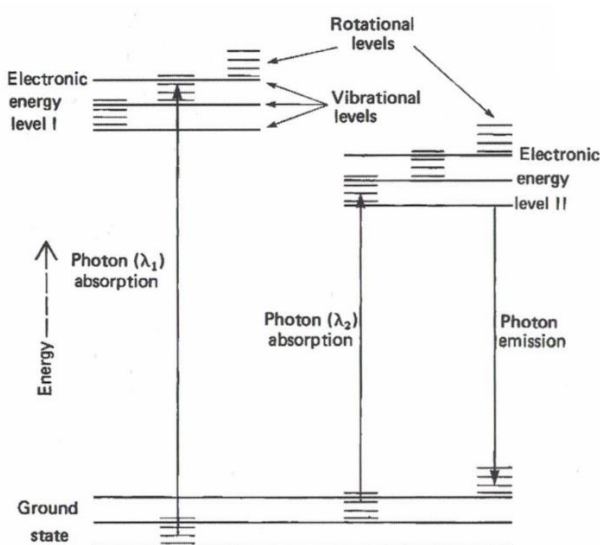 Rotational
levels
Electronic
energy
level I
Vibrational
levels
Electronic
energy
level II
Photon (λ₁)
absorption
Photon (λ₂)
absorption
Photon
emission
Energy
Ground
state